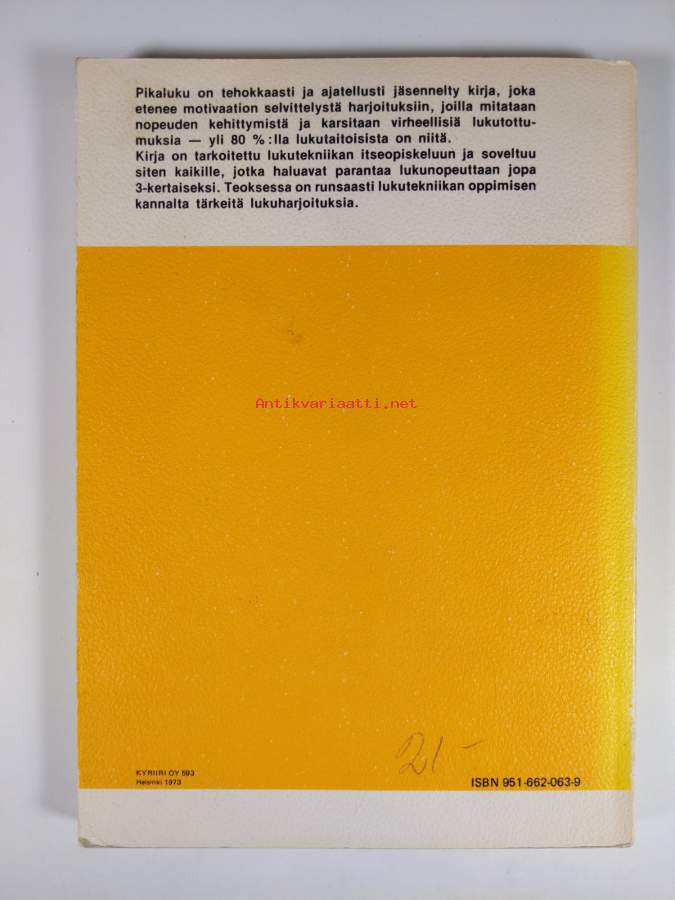 Pikaluku on tehokkaasti ja ajatellusti jäsennelty kirja, joka
etenee motivaation selvittelystä harjoituksiin, joilla mitataan
nopeuden kehittymistä ja karsitaan virheellisiä lukutottu-
muksia — yli 80 % :lla lukutaitoisista on niitä.
Kirja on tarkoitettu lukutekniikan itseopiskeluun ja soveltuu
siten kaikille, jotka haluavat parantaa lukunopeuttaan jopa
3-kertaiseksi. Teoksessa on runsaasti lukutekniikan oppimisen
kannalta tärkeitä lukuharjoituksia.
Antikvariaatti.net
21-
KYRIIRI OY 593
Helsinki 1973
ISBN 951-662-063-9